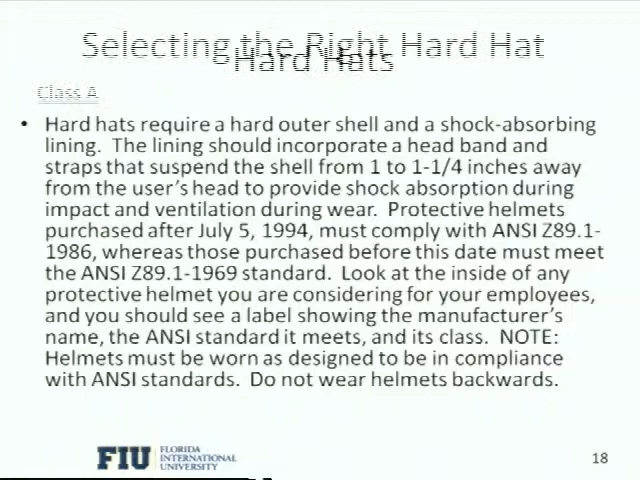 Selecting the Right Hard Hat
Hard Hats
Class A
• Hard hats require a hard outer shell and a shock-absorbing
lining.  The lining should incorporate a head band and
straps that suspend the shell from 1 to 1-1/4 inches away
from the user's head to provide shock absorption during
impact and ventilation during wear.  Protective helmets
purchased after July 5, 1994, must comply with ANSI Z89.1-
1986, whereas those purchased before this date must meet
the ANSI Z89.1-1969 standard.  Look at the inside of any
protective helmet you are considering for your employees,
and you should see a label showing the manufacturer's
name, the ANSI standard it meets, and its class.  NOTE:
Helmets must be worn as designed to be in compliance
with ANSI standards.  Do not wear helmets backwards.
FIU FLORIDA
INTERNATIONAL
UNIVERSITY
18